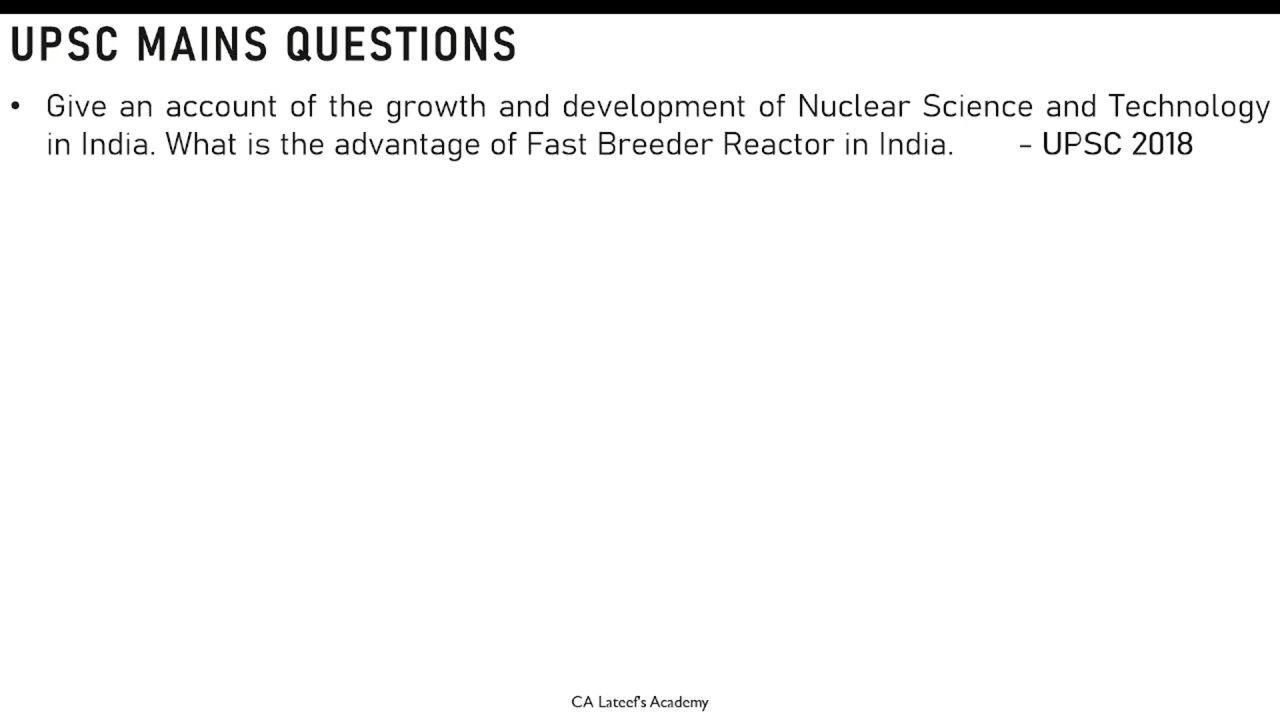 UPSC MAINS QUESTIONS
• Give an account of the growth and development of Nuclear Science and Technology
in India. What is the advantage of Fast Breeder Reactor in India. – UPSC 2018
CA Lateef's Academy